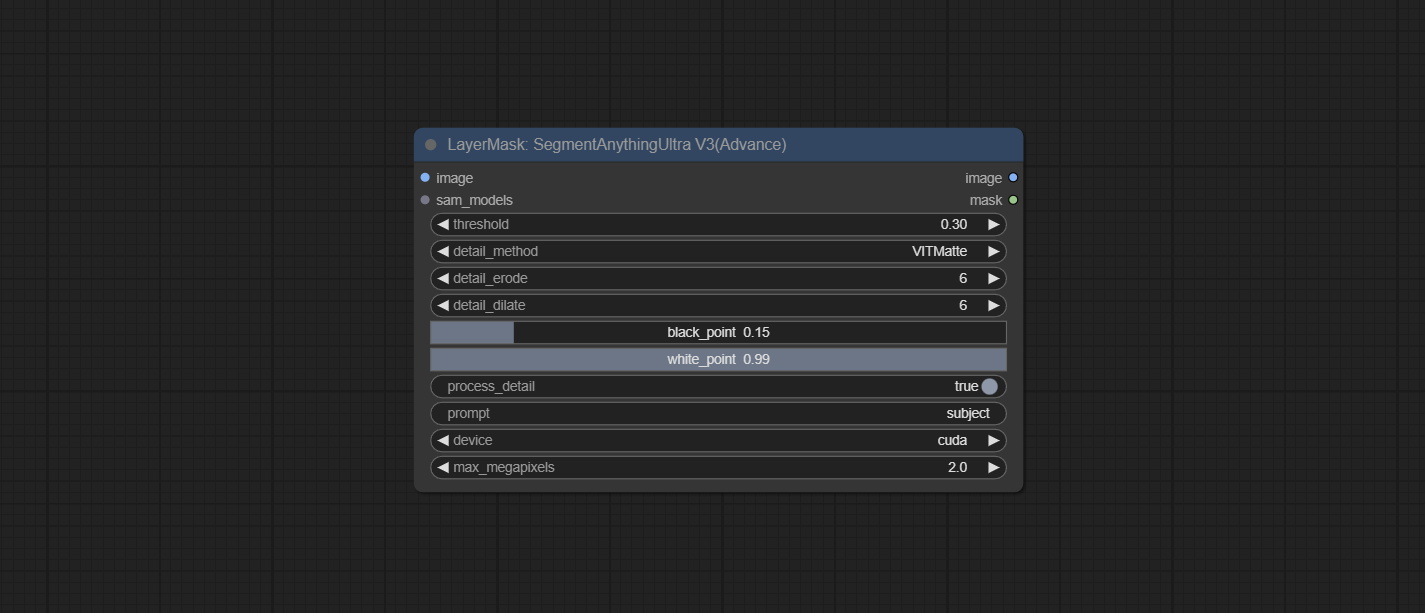 LayerMask: SegmentAnythingUltra V3(Advance)
image image
sam_models mask
threshold 0.30
detail_method VITMatte
detail_erode 6
detail_dilate 6
black_point 0.15
white_point 0.99
process_detail true
prompt subject
device cuda
max_megapixels 2.0